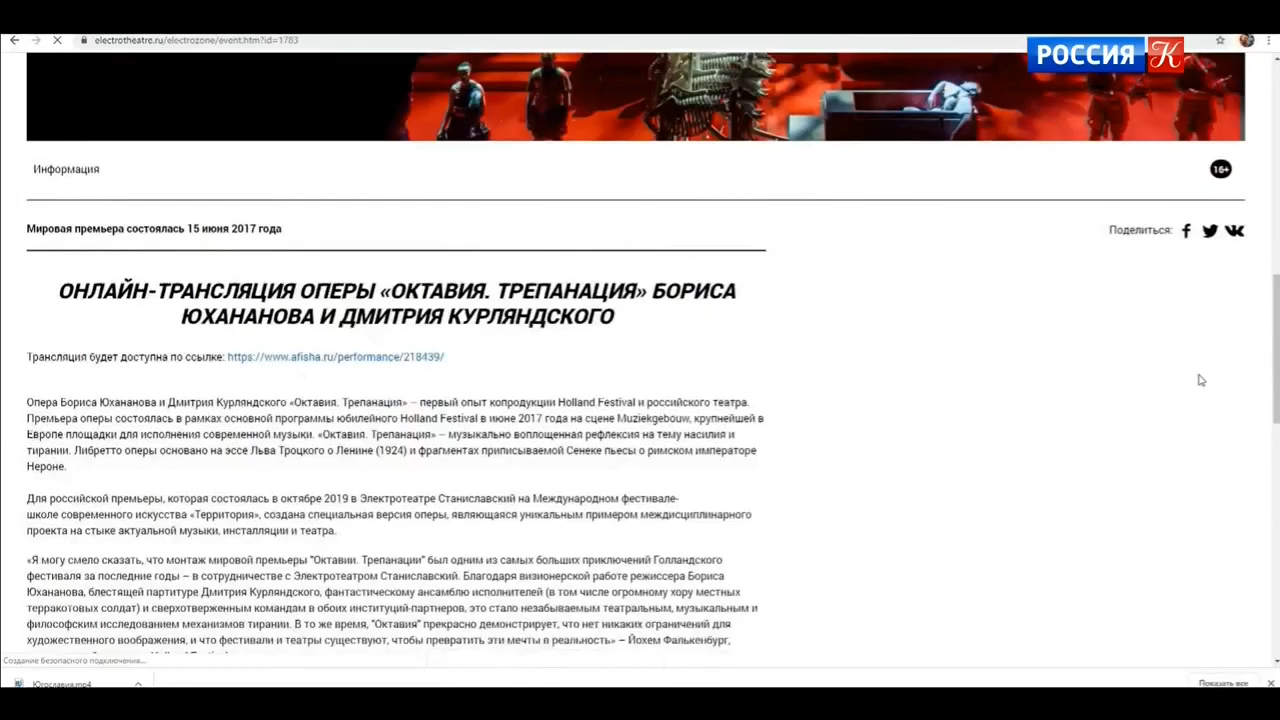 electrotheatre.ru/electrozone/event.htm?id=1783
РОССИЯ К
Информация
16+
Мировая премьера состоялась 15 июня 2017 года
Поделиться:
ОНЛАЙН-ТРАНСЛЯЦИЯ ОПЕРЫ «ОКТАВИЯ. ТРЕПАНАЦИЯ» БОРИСА
ЮХАНАНОВА И ДМИТРИЯ КУРЛЯНДСКОГО
Трансляция будет доступна по ссылке: https://www.afisha.ru/performance/218439/
Опера Бориса Юхананова и Дмитрия Курляндского «Октавия. Трепанация» – первый опыт копродукции Holland Festival и российского театра.
Премьера оперы состоялась в рамках основной программы юбилейного Holland Festival в июне 2017 года на сцене Muziekgebouw, крупнейшей в
Европе площадки для исполнения современной музыки. «Октавия. Трепанация» – музыкально воплощенная рефлексия на тему насилия и
тирании. Либретто оперы основано на эссе Льва Троцкого о Ленине (1924) и фрагментах приписываемой Сенеке пьесы о римском императоре
Нероне.
Для российской премьеры, которая состоялась в октябре 2019 в Электротеатре Станиславский на Международном фестивале-
школе современного искусства «Территория», создана специальная версия оперы, являющаяся уникальным примером междисциплинарного
проекта на стыке актуальной музыки, инсталляции и театра.
«Я могу смело сказать, что монтаж мировой премьеры "Октавии. Трепанации" был одним из самых больших приключений Голландского
фестиваля за последние годы – в сотрудничестве с Электротеатром Станиславский. Благодаря визионерской работе режиссера Бориса
Юхананова, блестящей партитуре Дмитрия Курляндского, фантастическому ансамблю исполнителей (в том числе огромному хору местных
терракотовых солдат) и сверхотверженным командам в обоих институций-партнеров, это стало незабываемым театральным, музыкальным и
философским исследованием механизмов тирании. В то же время, "Октавия" прекрасно демонстрирует, что нет никаких ограничений для
художественного воображения, и что фестивали и театры существуют, чтобы превратить эти мечты в реальность» – Йохем Фалькенбург,
Создание безопасного подключения...
Югославия.mp4
Показать все